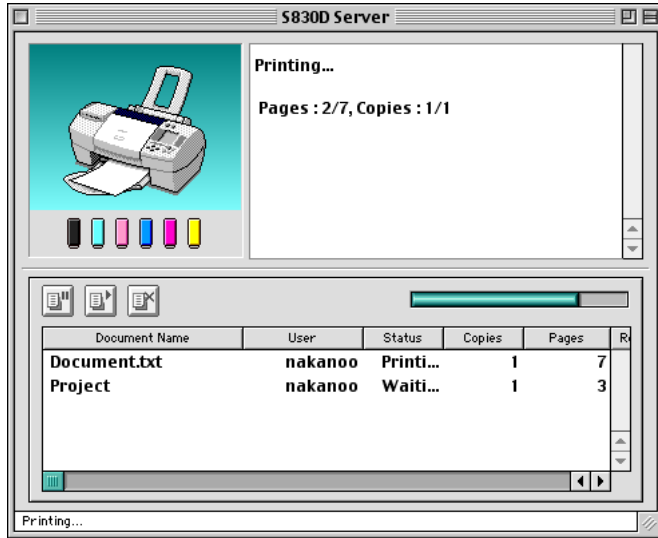 S830D Server
Printing...
Pages : 2/7, Copies : 1/1
Document Name User Status Copies Pages Re
Document.txt nakanoo Printi... 1 7
Project nakanoo Waiti... 1 3
Printing...